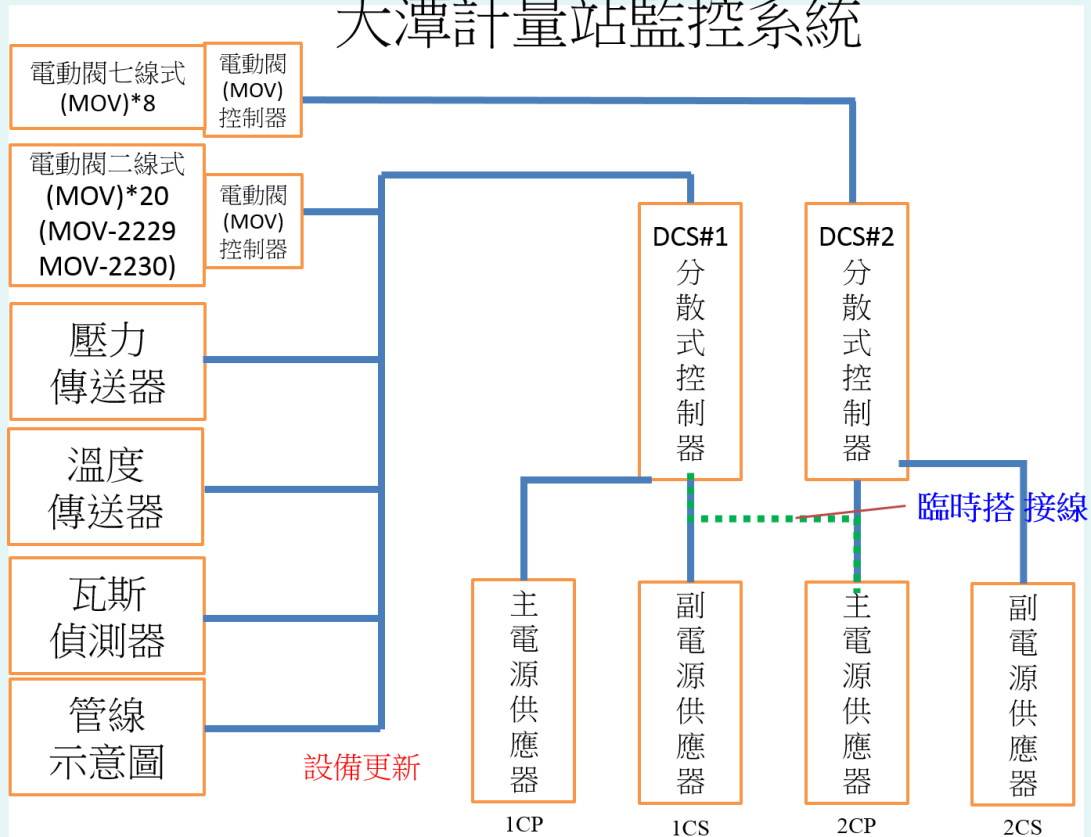 大潭計量站監控系統
電動閥七線式
(MOV)*8
電動閥
(MOV)
控制器
電動閥二線式
(MOV)*20
(MOV-2229
MOV-2230)
電動閥
(MOV)
控制器
壓力
傳送器
溫度
傳送器
瓦斯
偵測器
管線
示意圖
設備更新
DCS#1
分散式控制器
DCS#2
分散式控制器
臨時搭 接線
主電源供應器
副電源供應器
主電源供應器
副電源供應器
1CP
1CS
2CP
2CS